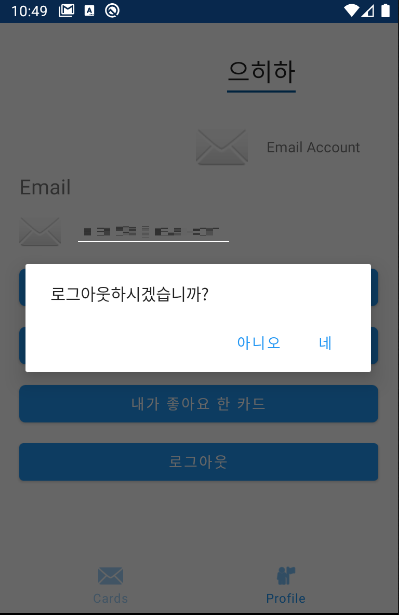 10:49
으히하
Email Account
Email
로그아웃하시겠습니까?
아니오 네
내가 좋아요 한 카드
로그아웃
Cards Profile